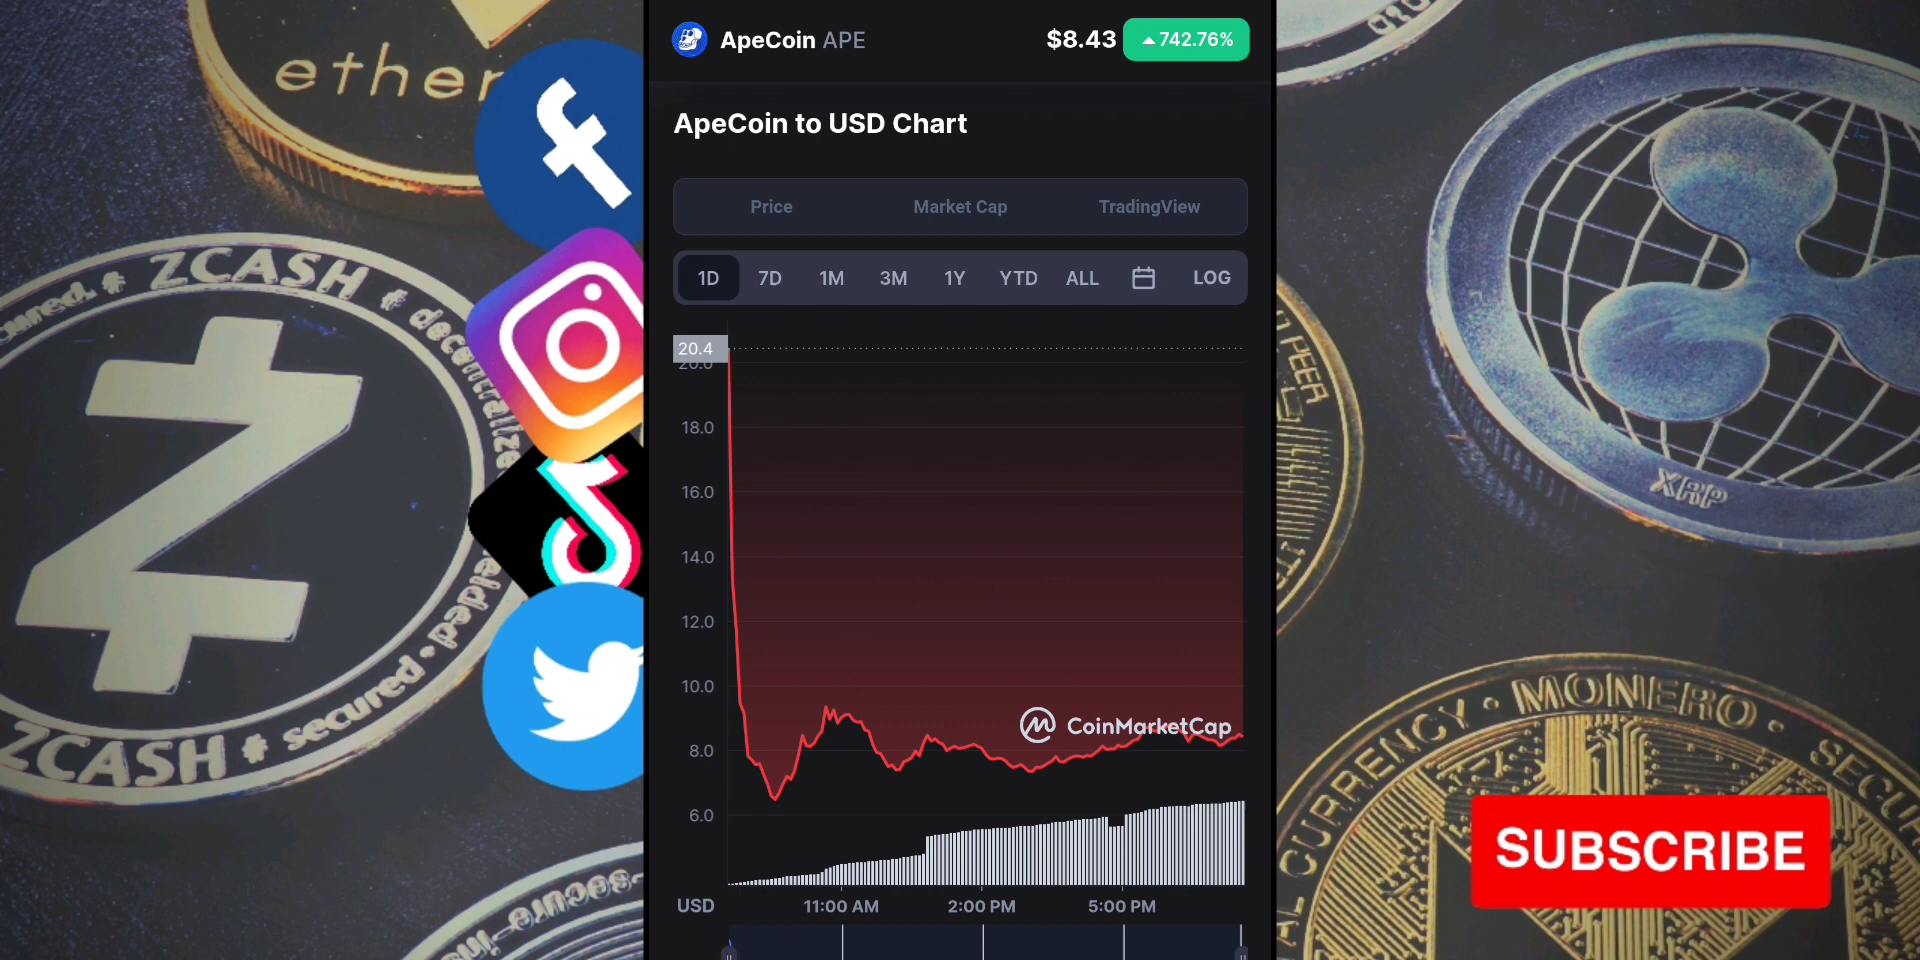 ApeCoin APE
$8.43
742.76%
ApeCoin to USD Chart
Price
Market Cap
TradingView
1D
7D
1M
3M
1Y
YTD
ALL
LOG
20.4
20.0
18.0
16.0
14.0
12.0
10.0
8.0
6.0
CoinMarketCap
USD
11:00 AM
2:00 PM
5:00 PM
ether
# ZCASH #
ZCASH # secured
XRP
PEER
CURRENCY • MONERO •
SUBSCRIBE